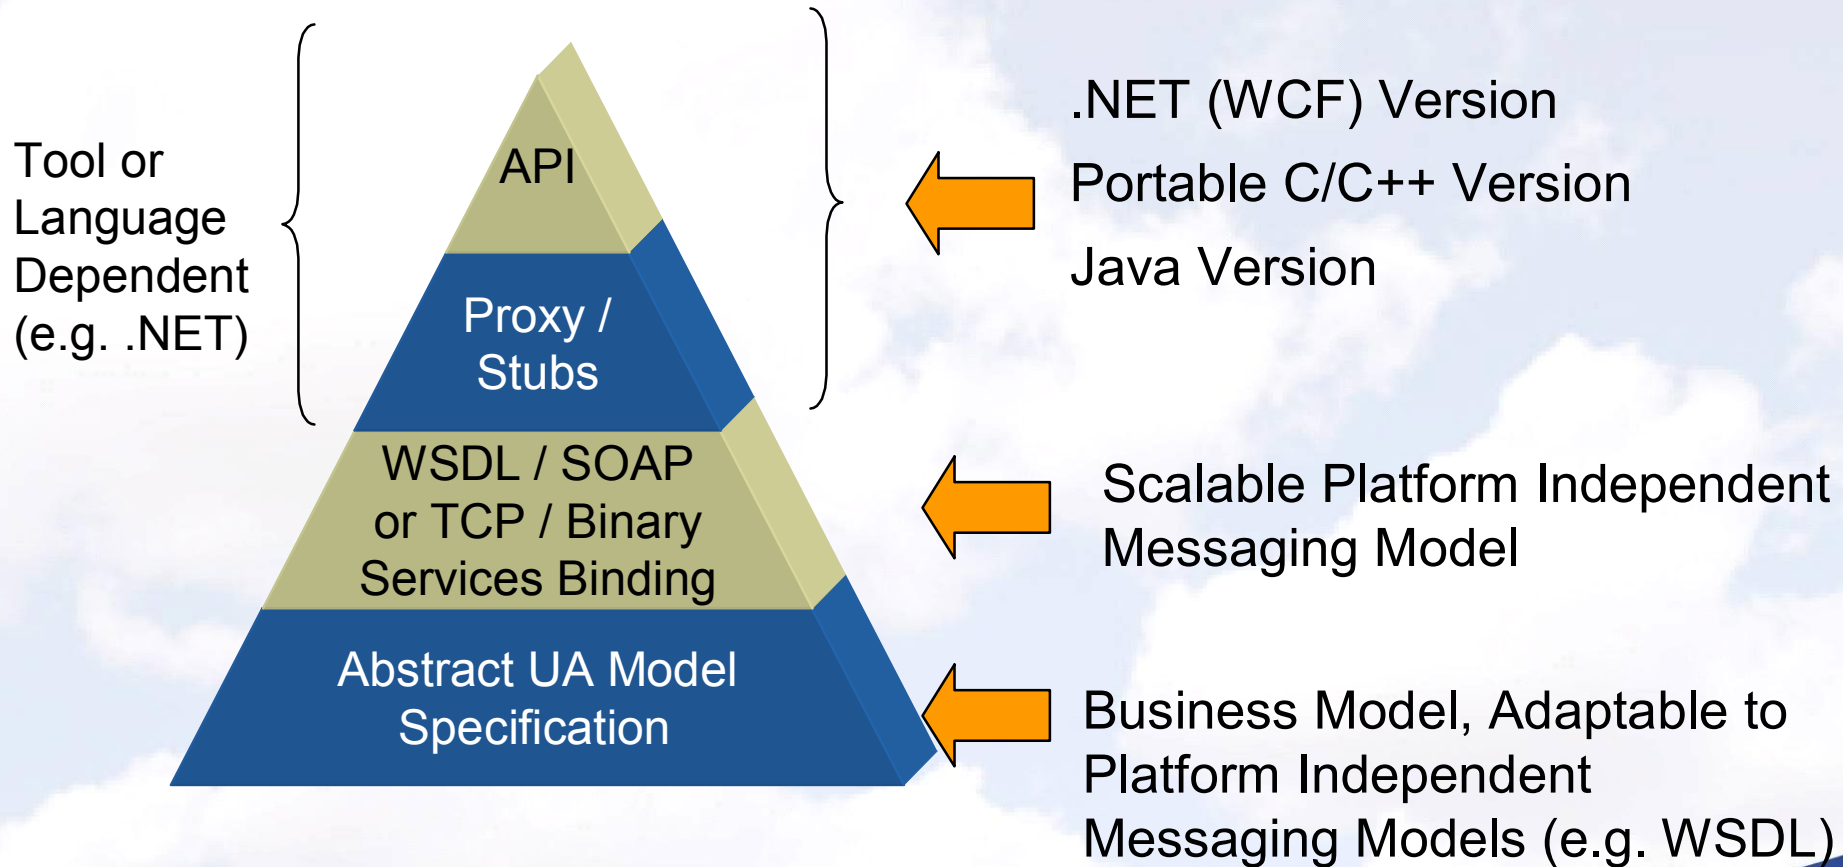 Tool or
Language
Dependent
(e.g. .NET)
API
Proxy /
Stubs
WSDL / SOAP
or TCP / Binary
Services Binding
Abstract UA Model
Specification
.NET (WCF) Version
Portable C/C++ Version
Java Version
Scalable Platform Independent
Messaging Model
Business Model, Adaptable to
Platform Independent
Messaging Models (e.g. WSDL)